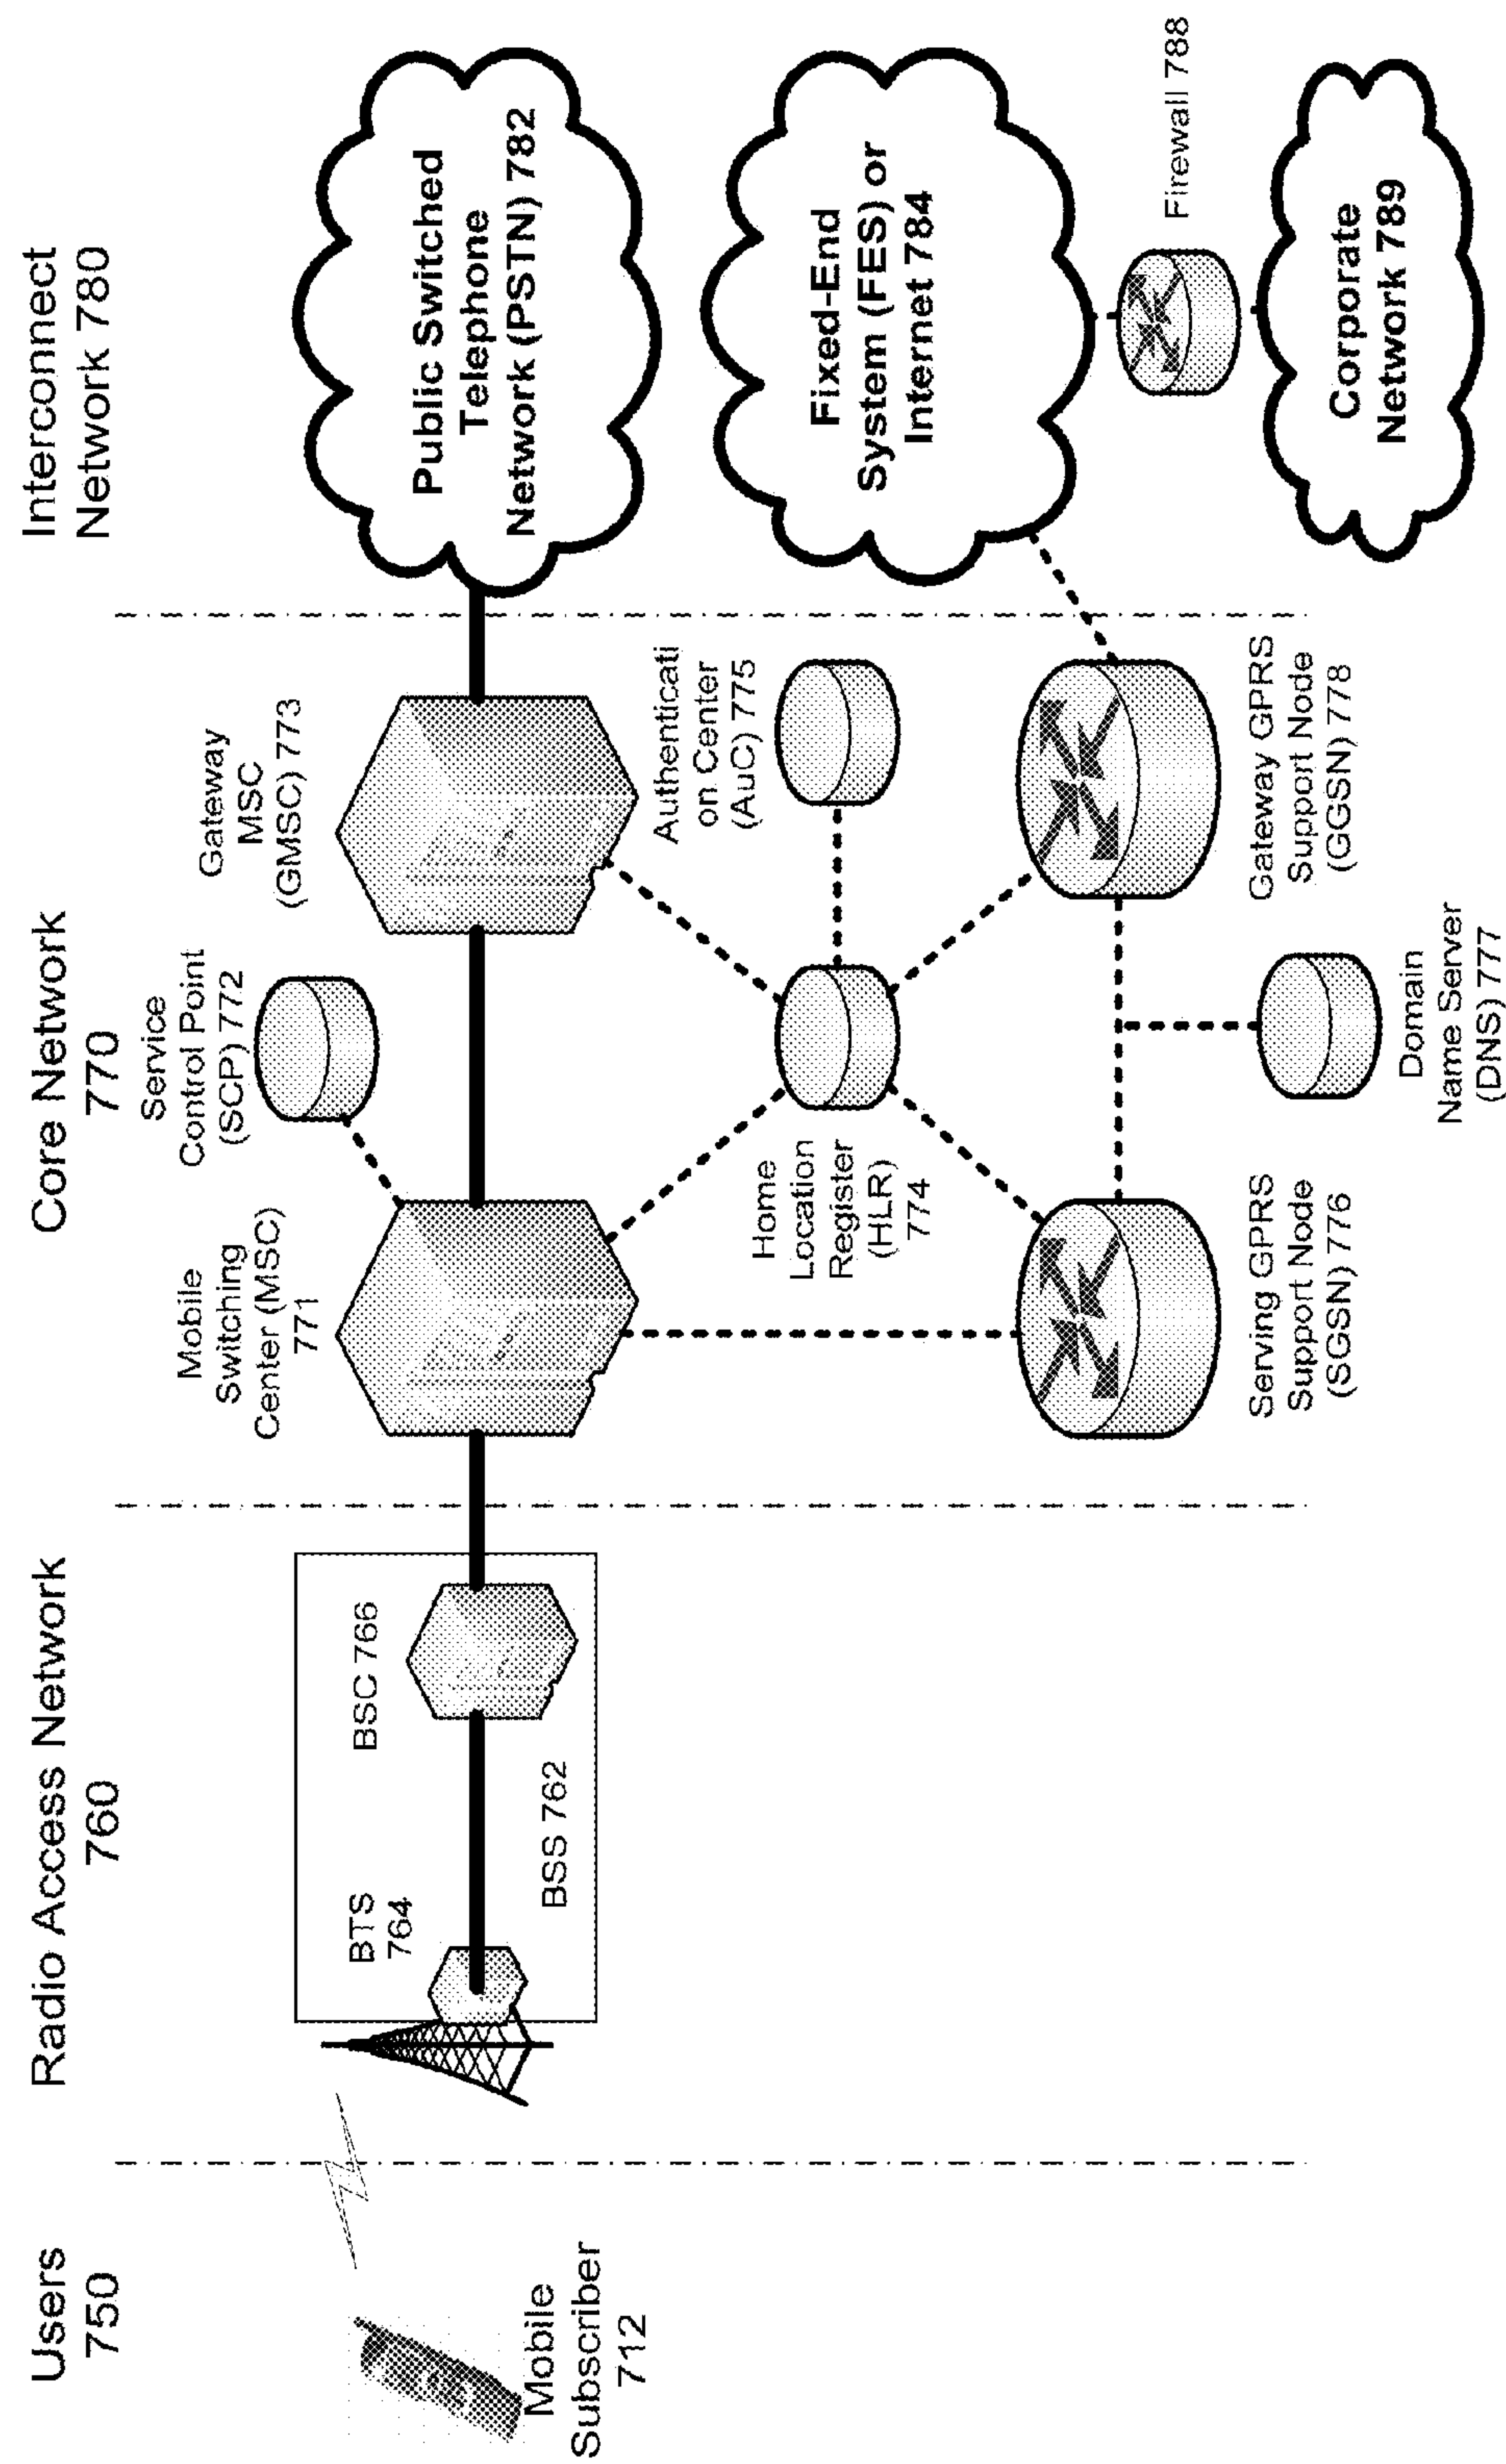 Users
750
Radio Access Network
760
Core Network
770
Interconnect
Network 780
Mobile
Subscriber
712
BTS
764
BSC 766
BSS 762
Mobile
Switching
Center (MSC)
771
Service
Control Point
(SCP) 772
Gateway
MSC
(GMSC) 773
Public Switched
Telephone
Network (PSTN) 782
Home
Location
Register
(HLR)
774
Authenticati
on Center
(AuC) 775
Fixed-End
System (FES) or
Internet 784
Serving GPRS
Support Node
(SGSN) 776
Domain
Name Server
(DNS) 777
Gateway GPRS
Support Node
(GGSN) 778
Firewall 788
Corporate
Network 789